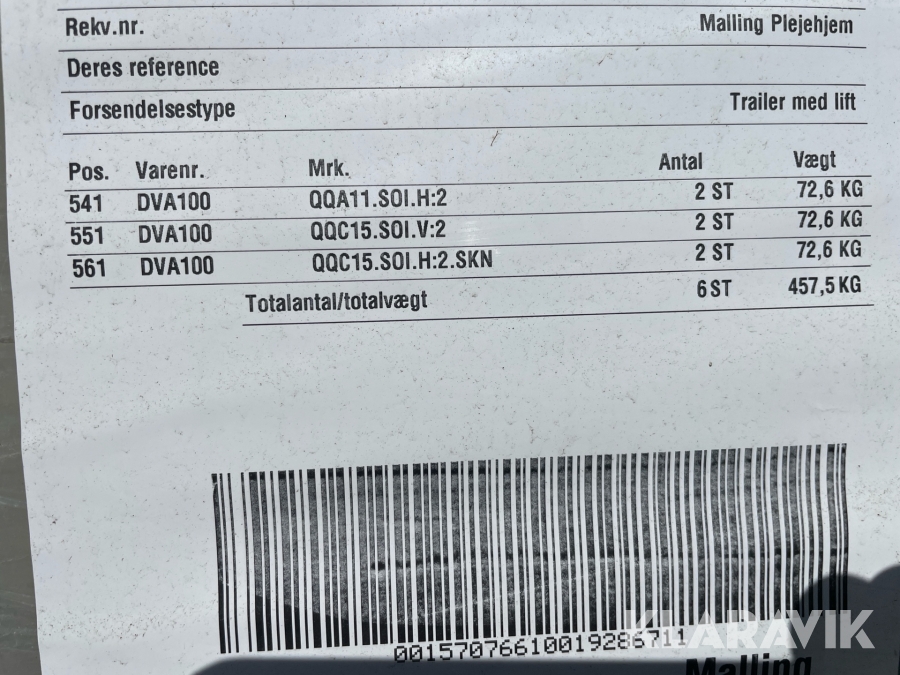 Rekv.nr. Malling Plejehjem
Deres reference
Forsendelsestype Trailer med lift
Pos. Varenr. Mrk. Antal Vægt
541 DVA100 QQA11.SOI.H:2 2 ST 72,6 KG
551 DVA100 QQC15.SOI.V:2 2 ST 72,6 KG
561 DVA100 QQC15.SOI.H:2.SKN 2 ST 72,6 KG
Totalantal/totalvægt 6 ST 457,5 KG
00157076610019286711
KLARAVIK
Malling